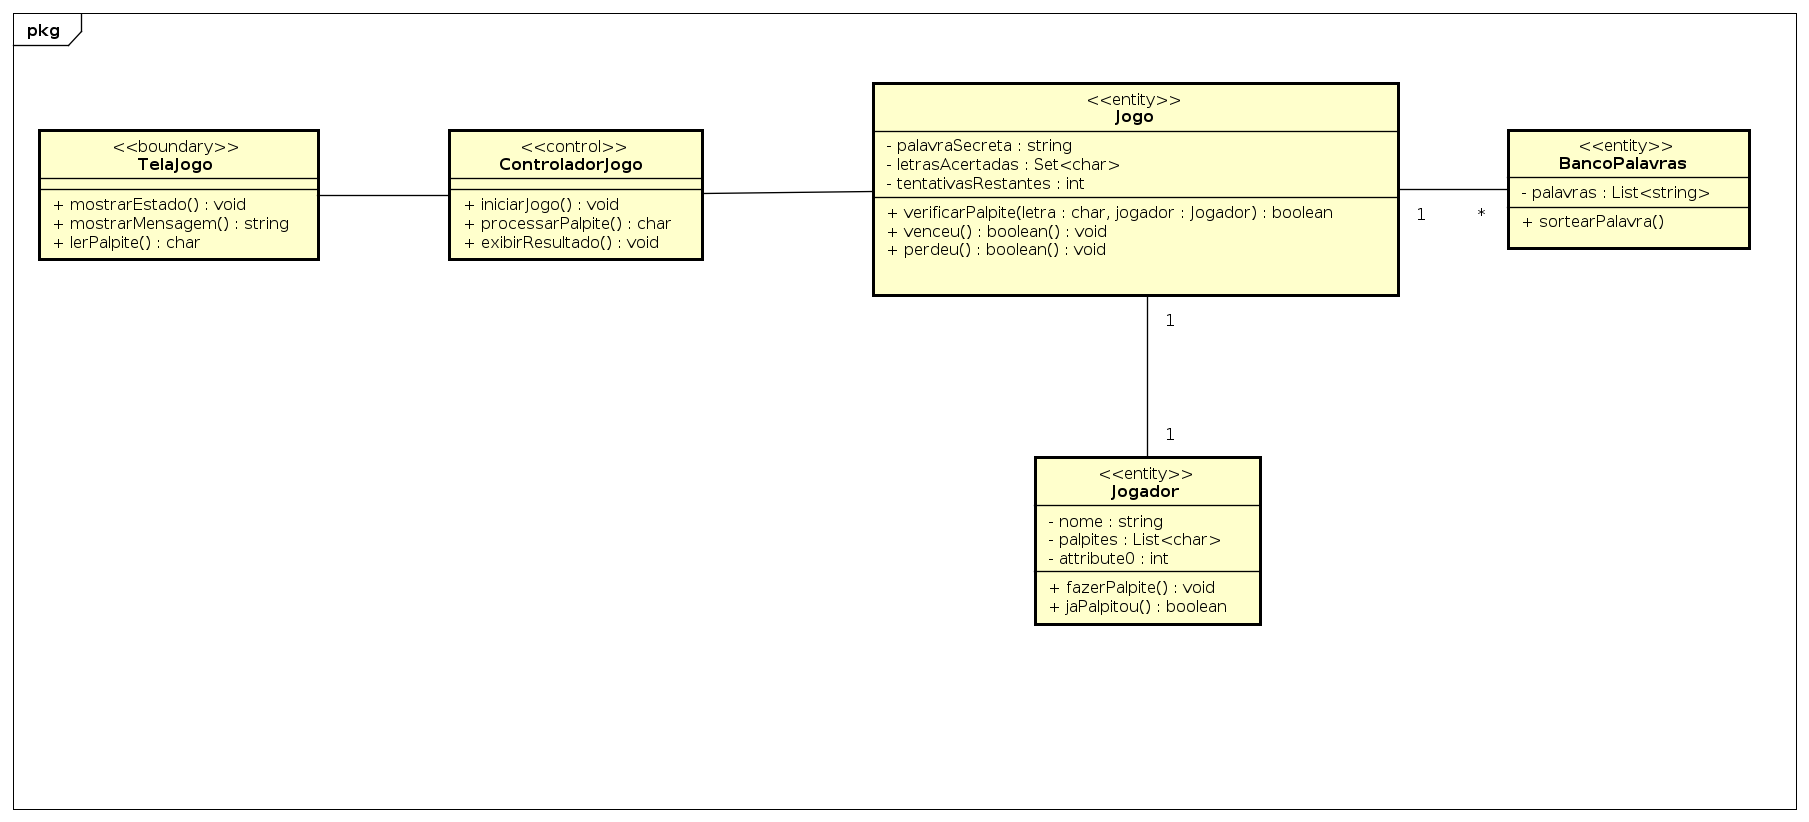 pkg
<<boundary>>
TelaJogo
+ mostrarEstado() : void
+ mostrarMensagem() : string
+ lerPalpite() : char
<<control>>
ControladorJogo
+ iniciarJogo() : void
+ processarPalpite() : char
+ exibirResultado() : void
<<entity>>
Jogo
- palavraSecreta : string
- letrasAcertadas : Set<char>
- tentativasRestantes : int
+ verificarPalpite(letra : char, jogador : Jogador) : boolean
+ venceu() : boolean() : void
+ perdeu() : boolean() : void
1 *
<<entity>>
BancoPalavras
- palavras : List<string>
+ sortearPalavra()
1
1
<<entity>>
Jogador
- nome : string
- palpites : List<char>
- attribute0 : int
+ fazerPalpite() : void
+ jaPalpitou() : boolean